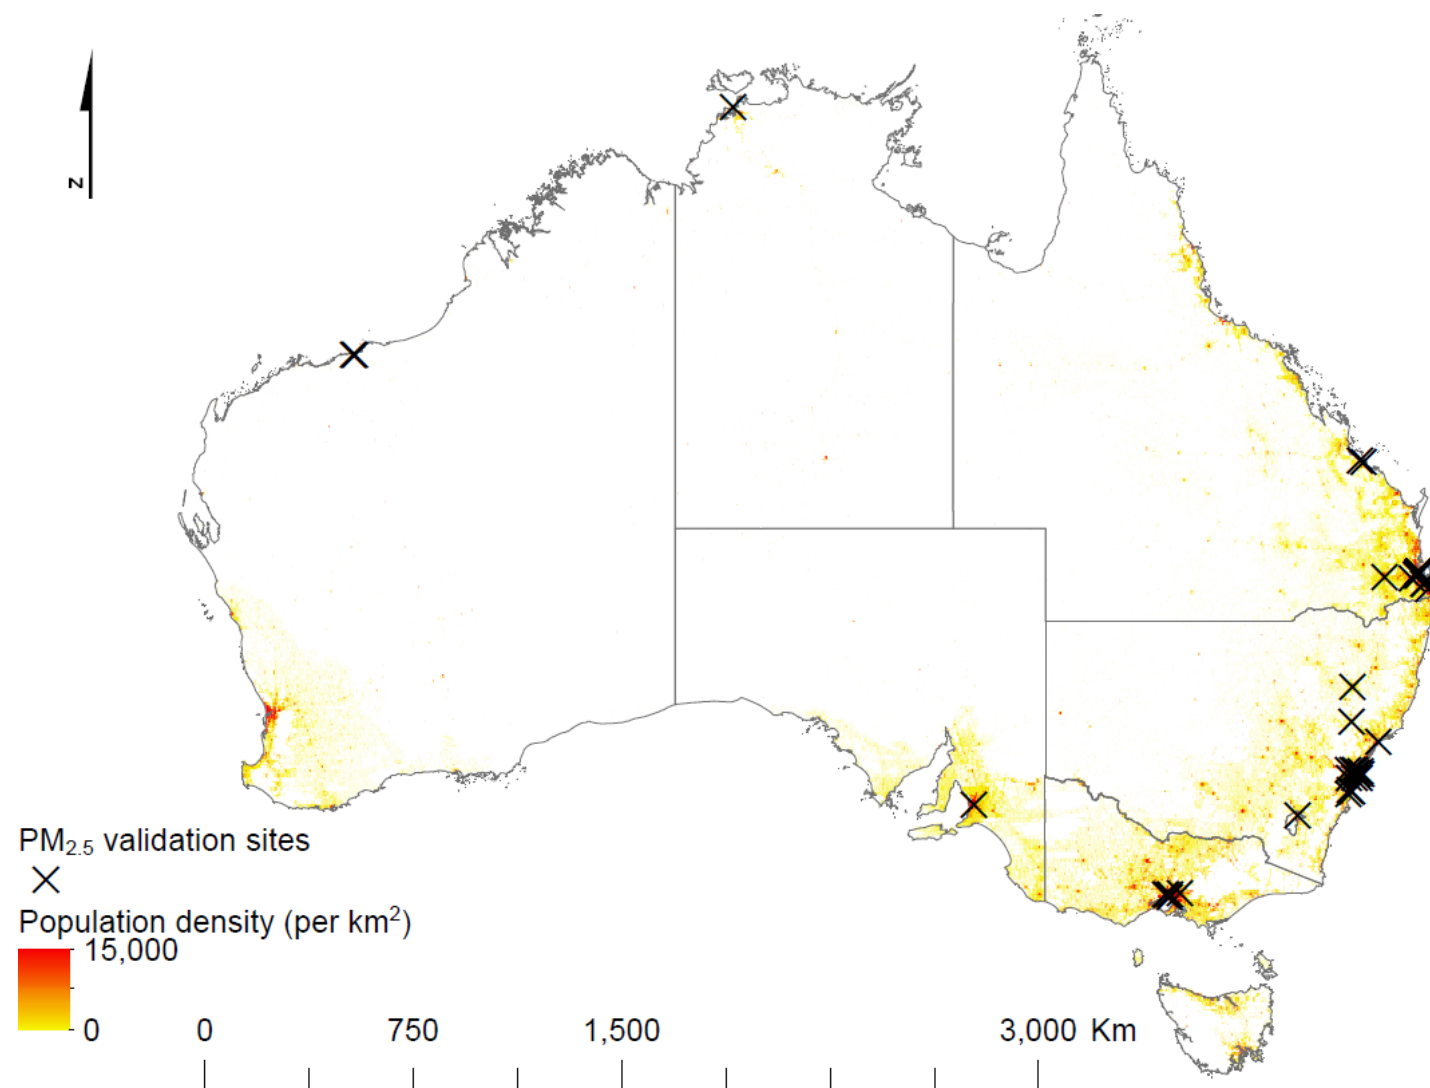 N
PM2.5 validation sites
Population density (per km²)
15,000
0
0 750 1,500 3,000 Km